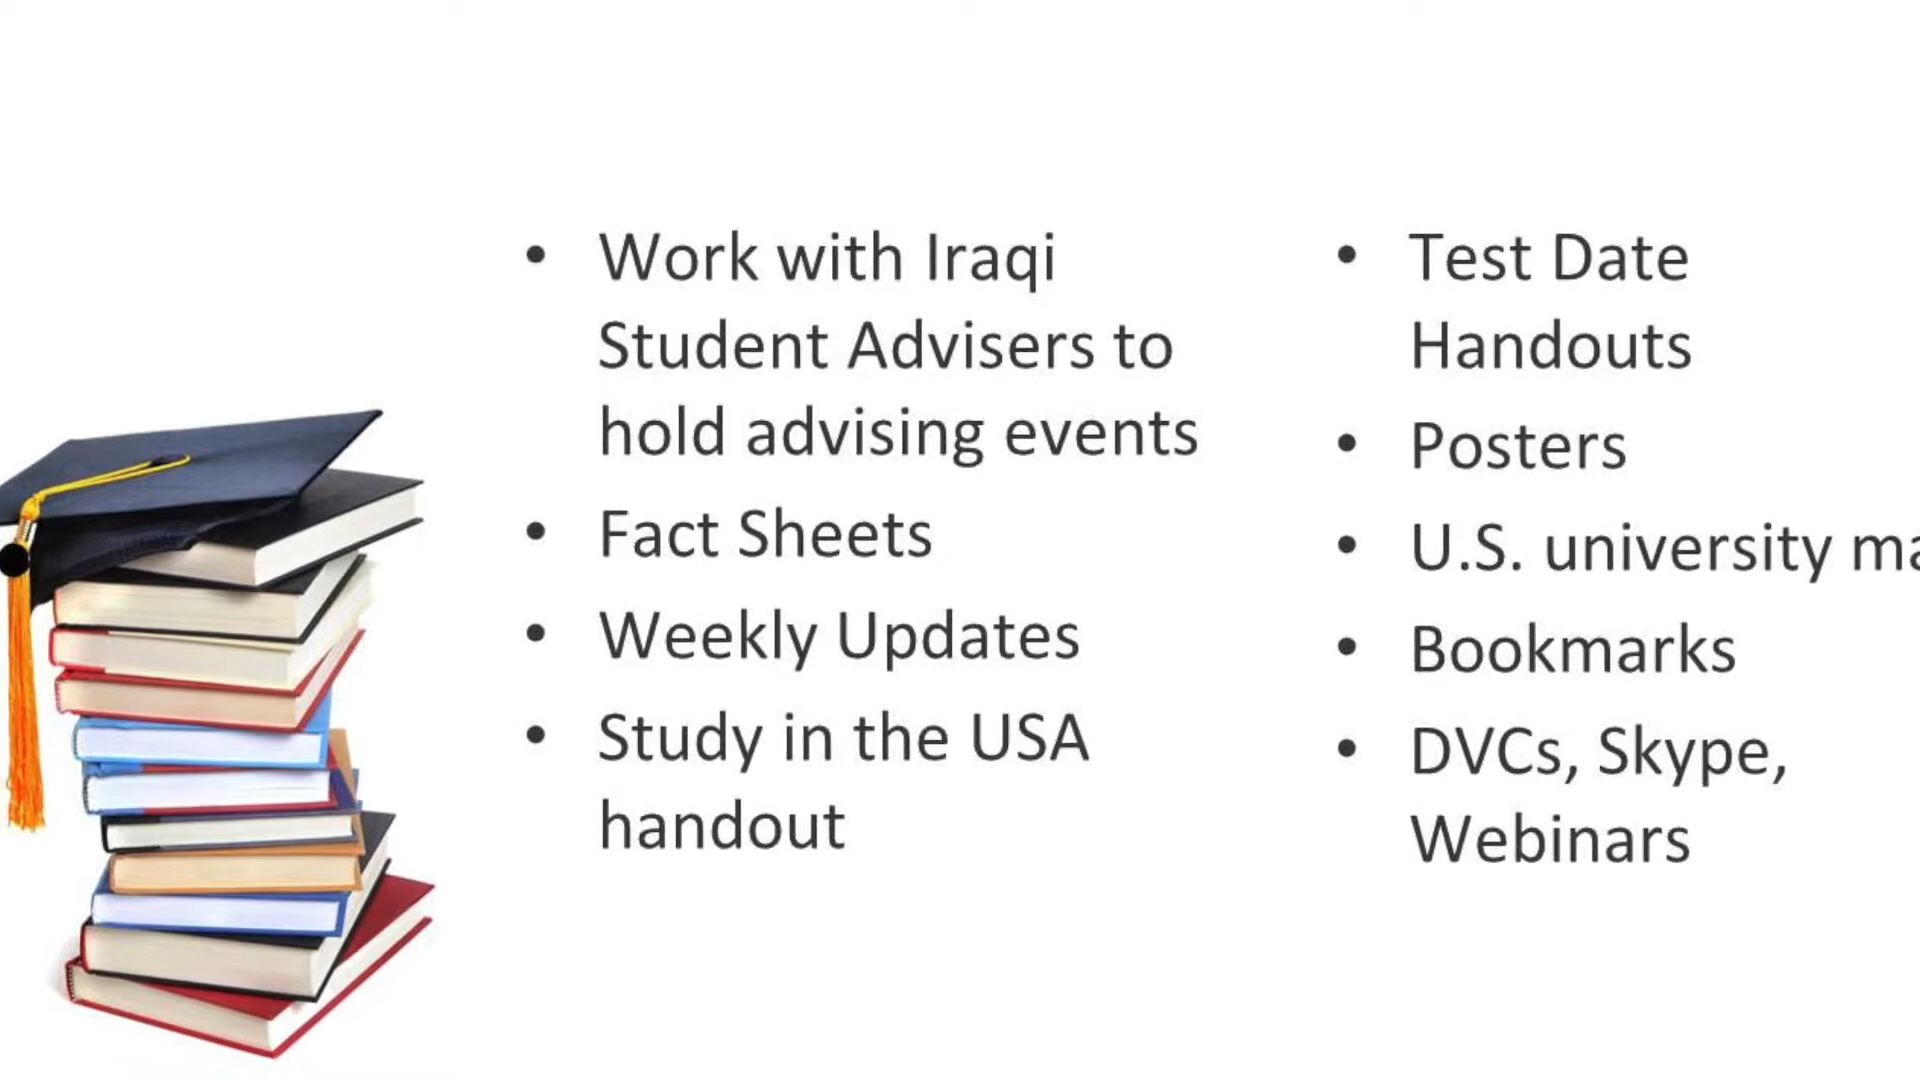 • Work with Iraqi
Student Advisers to
hold advising events
• Fact Sheets
• Weekly Updates
• Study in the USA
handout
• Test Date
Handouts
• Posters
• U.S. university
• Bookmarks
• DVCs, Skype,
Webinars